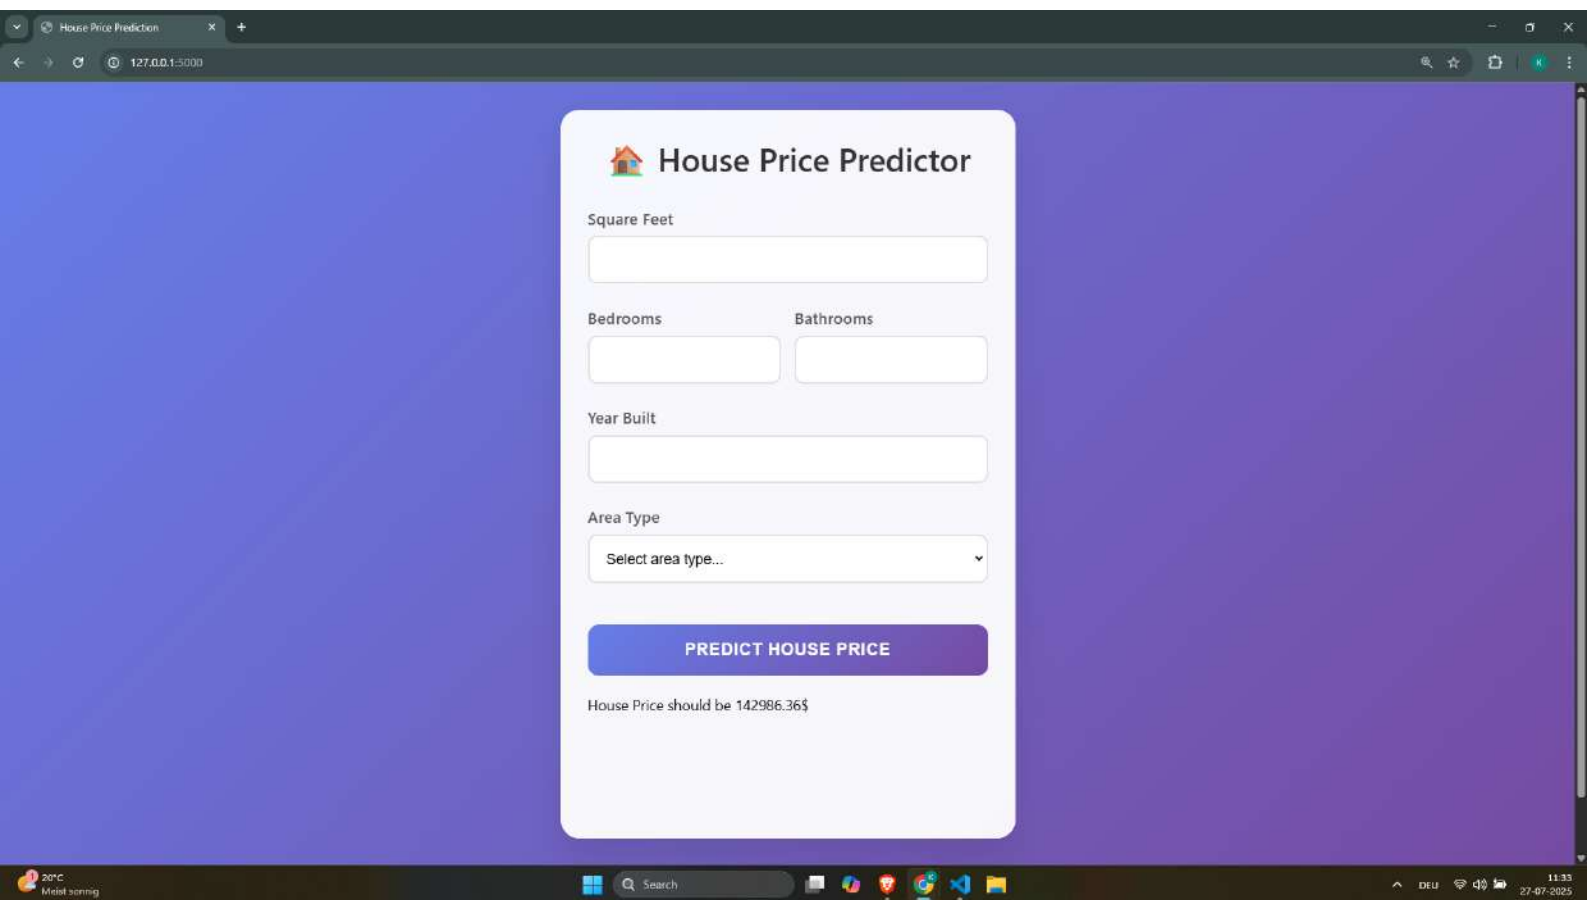 House Price Prediction
127.0.0.1:5000
K
House Price Predictor
Square Feet
Bedrooms Bathrooms
Year Built
Area Type
Select area type...
PREDICT HOUSE PRICE
House Price should be 142986.36$
1
20°C
Meist sonnig
Search
DEU
11:33
27-07-2025